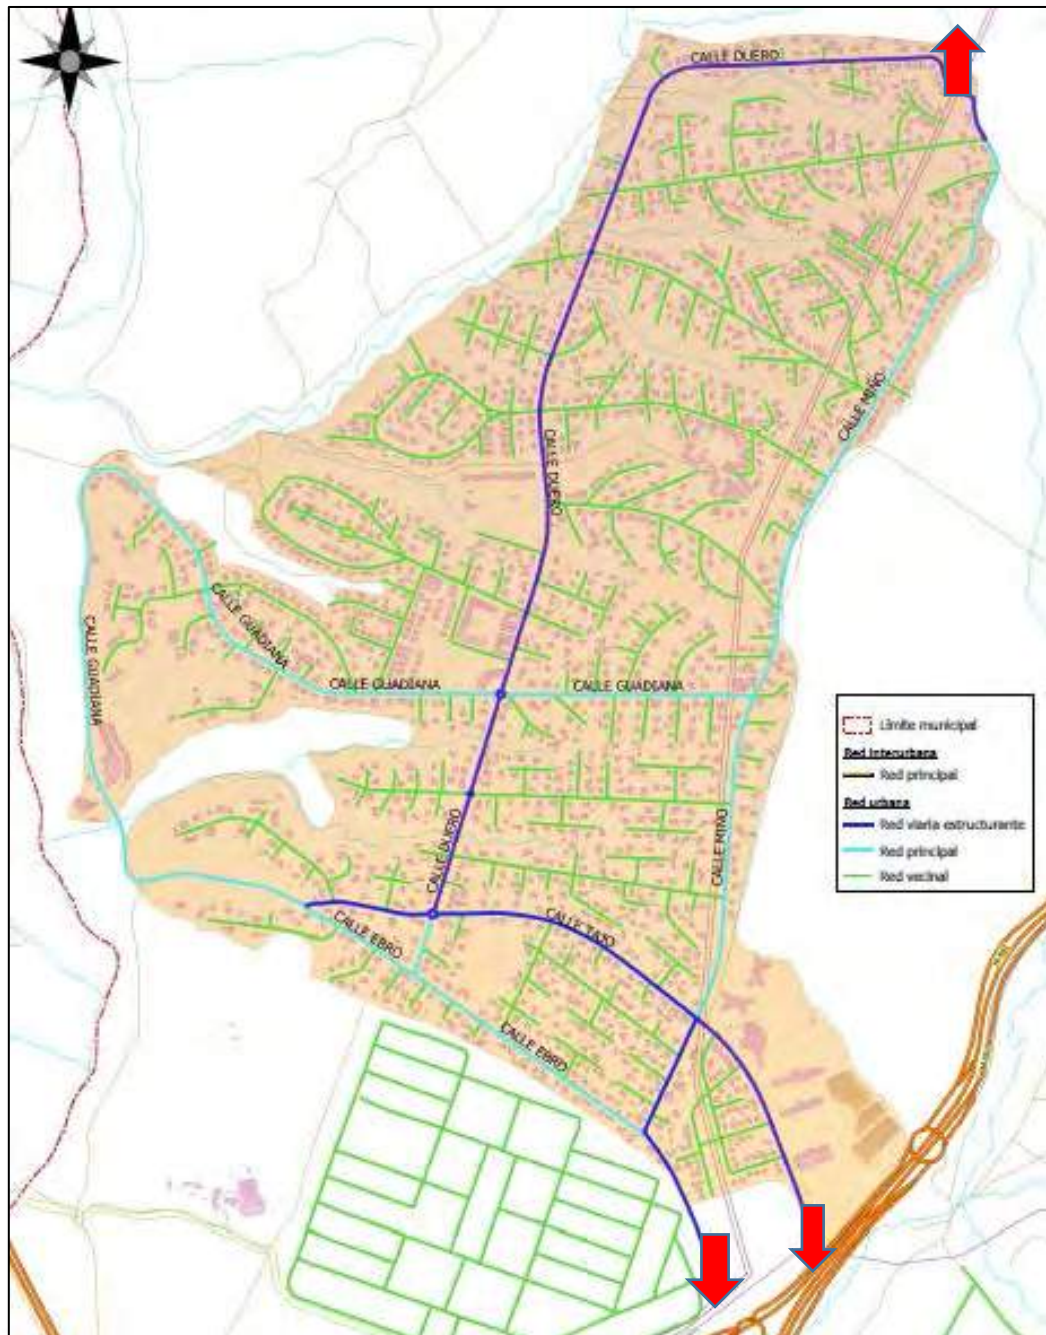 CALLE DUERO
CALLE MIÑO
CALLE DUERO
CALLE GUADIANA
CALLE GUADIANA
CALLE GUADIANA
CALLE GUADIANA
Límite municipal
Red interurbana
Red principal
Red urbana
Red viaria estructurante
Red principal
Red vecinal
CALLE DUERO
CALLE MIÑO
CALLE TAJO
CALLE EBRO
CALLE EBRO